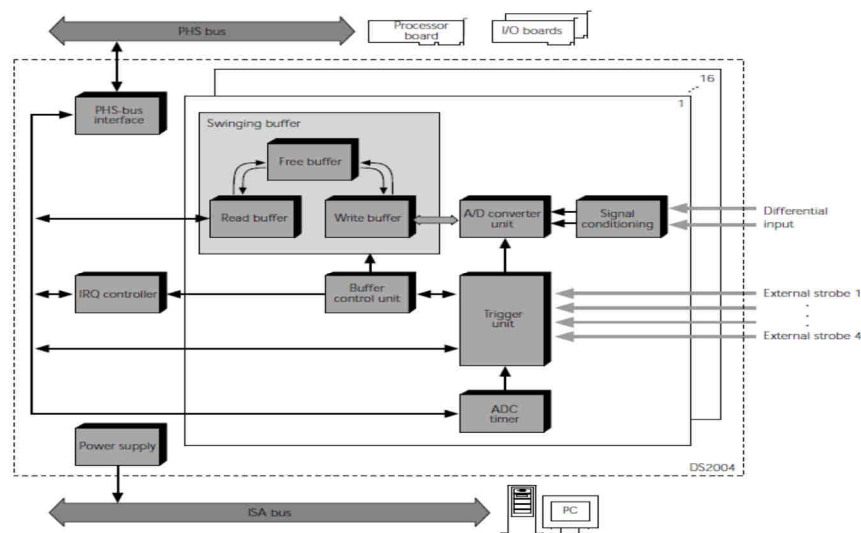 PHS bus
Processor
board
I/O boards
16
1
PHS-bus
interface
Swinging buffer
Free buffer
Read buffer
Write buffer
A/D converter
unit
Signal
conditioning
Differential
input
IRQ controller
Buffer
control unit
Trigger
unit
External strobe 1
External strobe 4
ADC
timer
Power supply
DS2004
ISA bus
PC